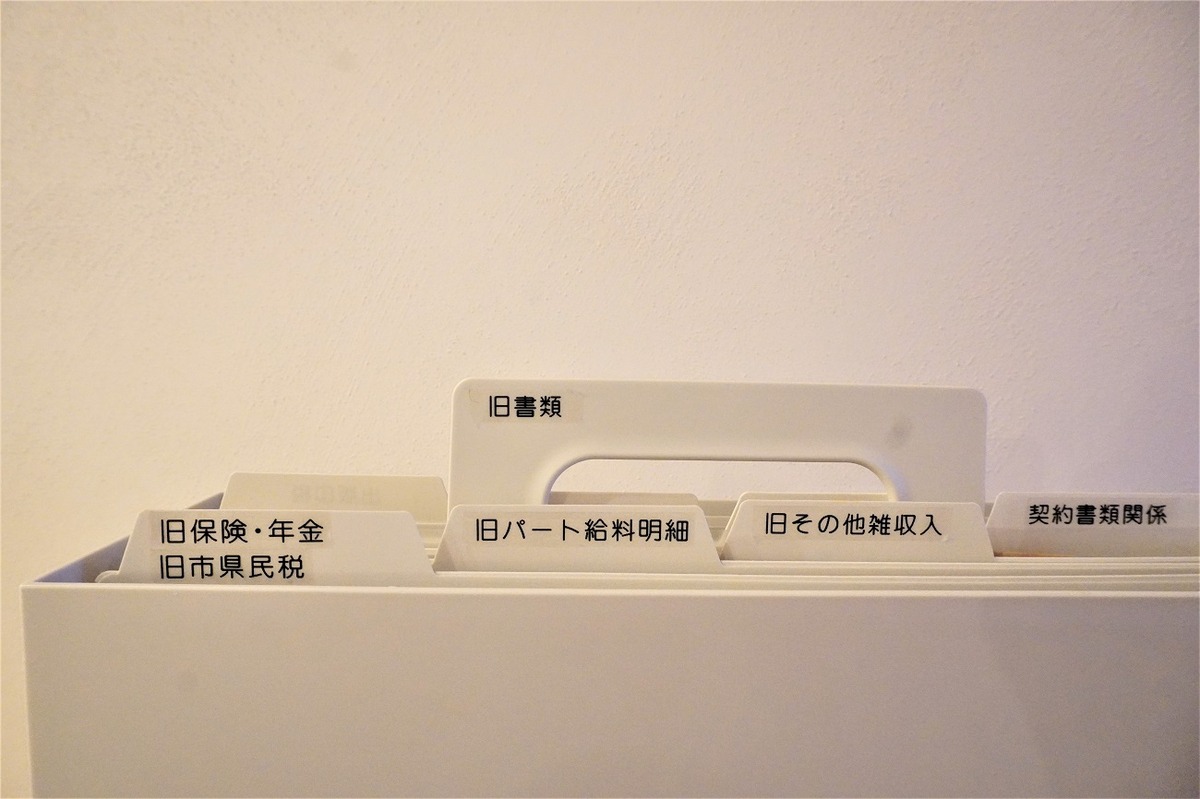 旧書類
旧保険・年金
旧市県民税
旧パート給料明細
旧その他雑収入
契約書類関係